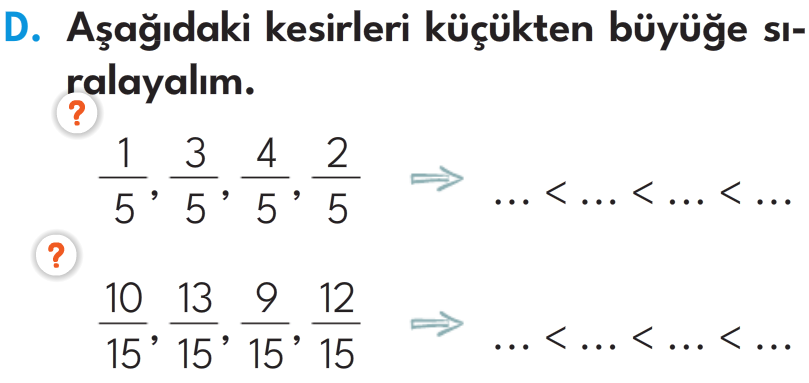 D. Aşağıdaki kesirleri küçükten büyüğe sı-
ralayalım.
?
1/5, 3/5, 4/5, 2/5 ⇒ ... < ... < ... < ...
?
10/15, 13/15, 9/15, 12/15 ⇒ ... < ... < ... < ...